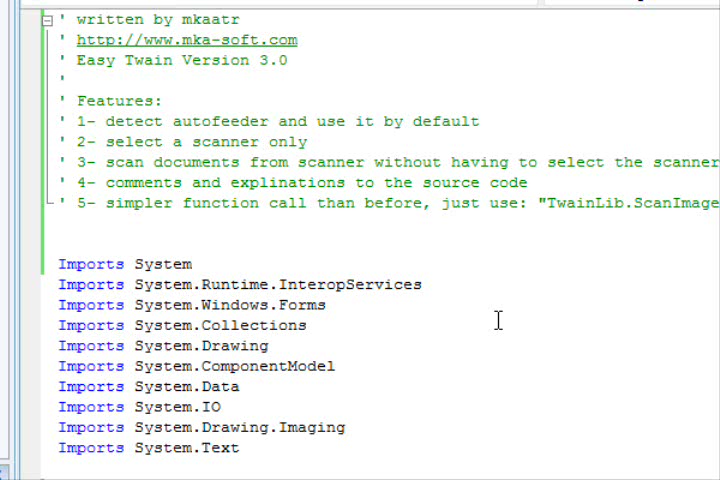 ' written by mkaatr
' http://www.mka-soft.com
' Easy Twain Version 3.0
'
' Features:
' 1- detect autofeeder and use it by default
' 2- select a scanner only
' 3- scan documents from scanner without having to select the scanner
' 4- comments and explinations to the source code
' 5- simpler function call than before, just use: "TwainLib.ScanImage
Imports System
Imports System.Runtime.InteropServices
Imports System.Windows.Forms
Imports System.Collections
Imports System.Drawing
Imports System.ComponentModel
Imports System.Data
Imports System.IO
Imports System.Drawing.Imaging
Imports System.Text